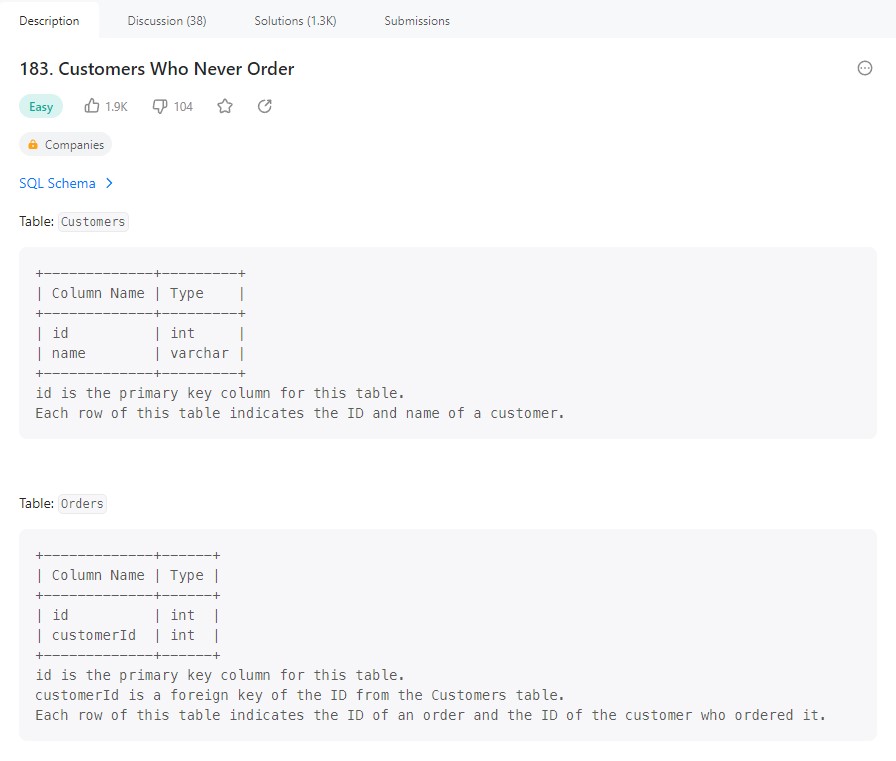 Description Discussion (38) Solutions (1.3K) Submissions
183. Customers Who Never Order
Easy 1.9K 104
Companies
SQL Schema
Table: Customers
+-------------+---------+
| Column Name | Type    |
+-------------+---------+
| id          | int     |
| name        | varchar |
+-------------+---------+
id is the primary key column for this table.
Each row of this table indicates the ID and name of a customer.
Table: Orders
+-------------+------+
| Column Name | Type |
+-------------+------+
| id          | int  |
| customerId  | int  |
+-------------+------+
id is the primary key column for this table.
customerId is a foreign key of the ID from the Customers table.
Each row of this table indicates the ID of an order and the ID of the customer who ordered it.